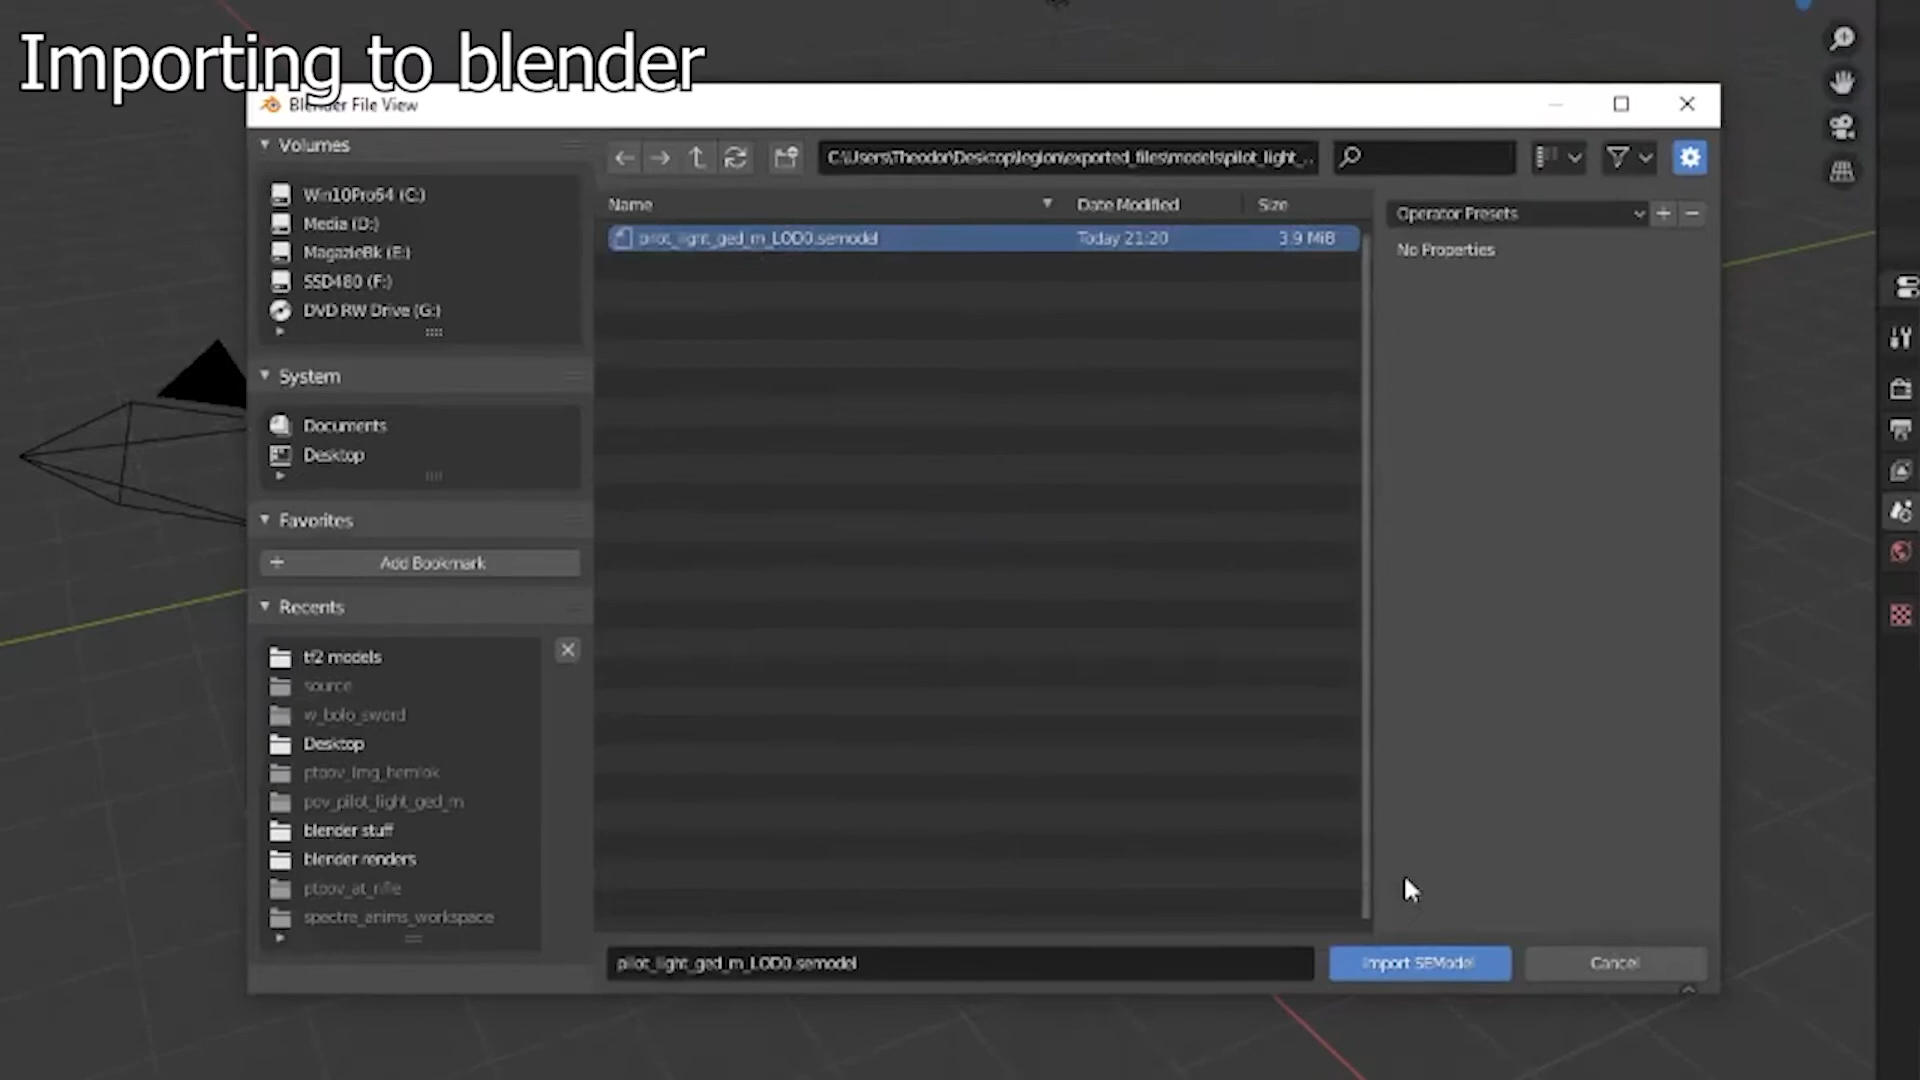 Importing to blender
Blender File View
Volumes
Win10Pro64 (C:)
Media (D:)
MagazieBk (E:)
SSD480 (F:)
DVD RW Drive (G:)
System
Documents
Desktop
Favorites
Add Bookmark
Recents
tf2 models
source
w_bolo_sword
Desktop
ptpov_lmg_hemlok
pov_pilot_light_ged_m
blender stuff
blender renders
ptpov_at_rifle
spectre_anims_workspace
C:\Users\Theodor\Desktop\legion\exported_files\models\pilot_light_..
Name
Date Modified
Size
pilot_light_ged_m_LOD0.semodel
Today 21:20
3.9 MiB
Operator Presets
No Properties
pilot_light_ged_m_LOD0.semodel
Import SEModel
Cancel